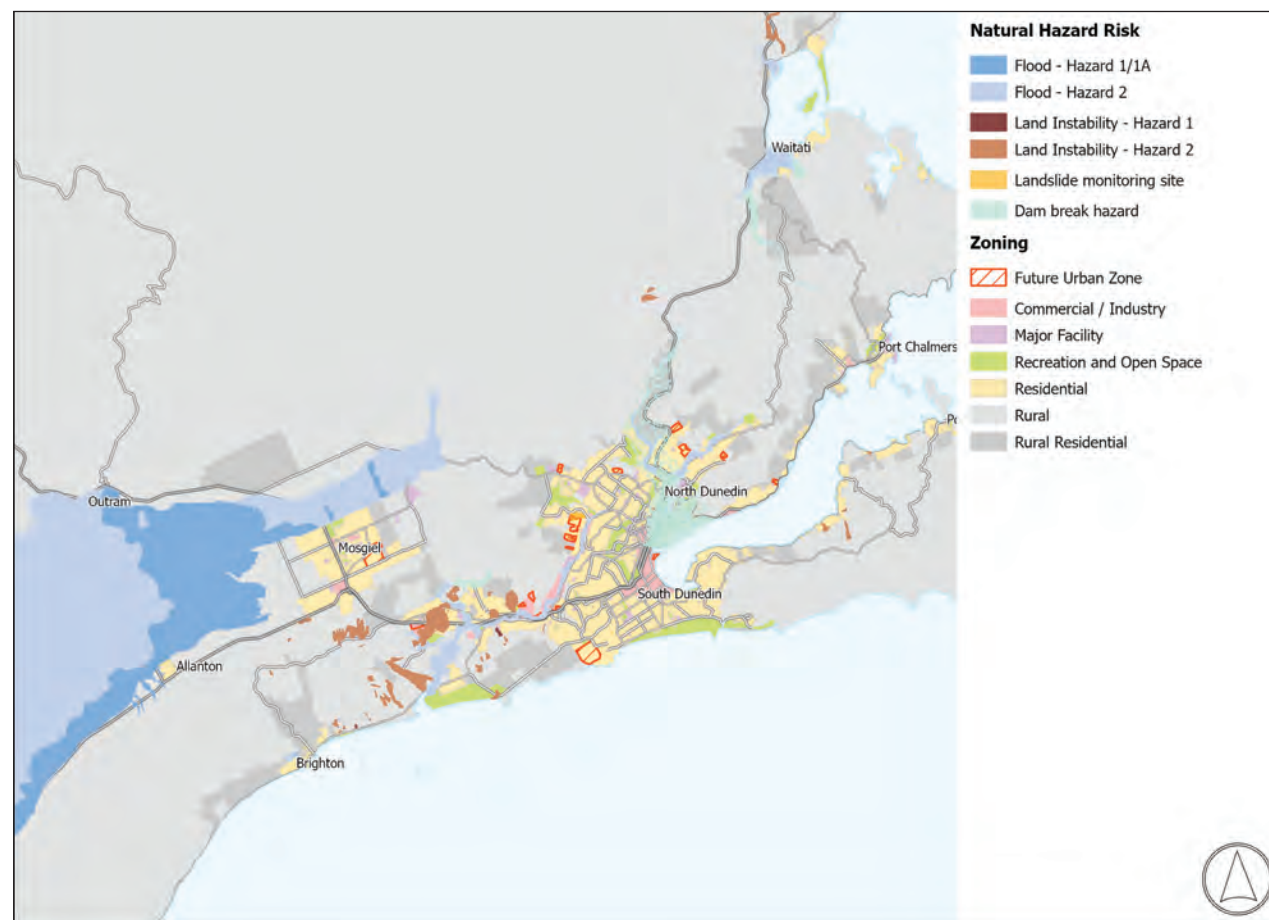 Natural Hazard Risk
Flood - Hazard 1/1A
Flood - Hazard 2
Land Instability - Hazard 1
Land Instability - Hazard 2
Landslide monitoring site
Dam break hazard
Zoning
Future Urban Zone
Commercial / Industry
Major Facility
Recreation and Open Space
Residential
Rural
Rural Residential
Waitati
Port Chalmers
Po
Outram
North Dunedin
Mosgiel
South Dunedin
Allanton
Brighton